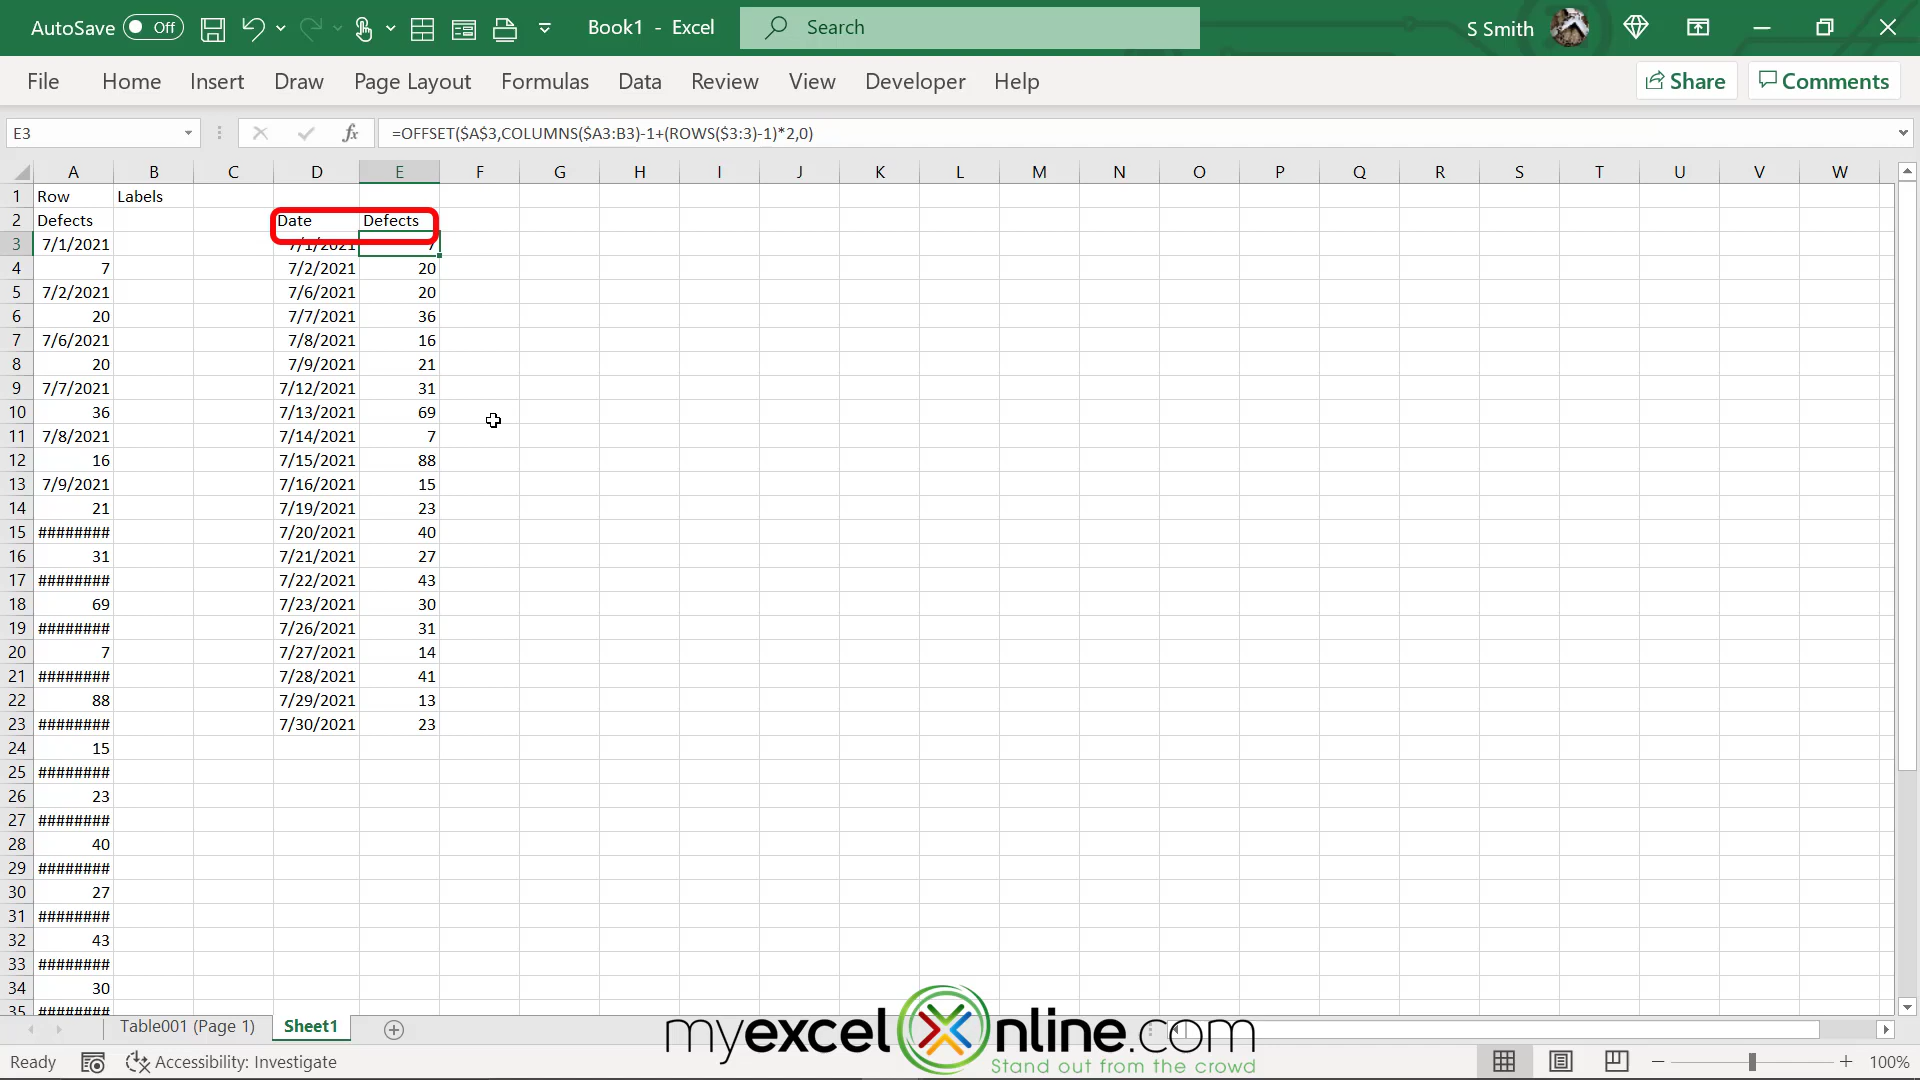 AutoSave Off Book1 - Excel Search S Smith
File Home Insert Draw Page Layout Formulas Data Review View Developer Help Share Comments
E3 fx =OFFSET($A$3,COLUMNS($A3:B3)-1+(ROWS($3:3)-1)*2,0)
A B C D E F G H I J K L M N O P Q R S T U V W
1 Row Labels
2 Defects Date Defects
3 7/1/2021 7/1/2021 7
4 7 7/2/2021 20
5 7/2/2021 7/6/2021 20
6 20 7/7/2021 36
7 7/6/2021 7/8/2021 16
8 20 7/9/2021 21
9 7/7/2021 7/12/2021 31
10 36 7/13/2021 69
11 7/8/2021 7/14/2021 7
12 16 7/15/2021 88
13 7/9/2021 7/16/2021 15
14 21 7/19/2021 23
15 ######## 7/20/2021 40
16 31 7/21/2021 27
17 ######## 7/22/2021 43
18 69 7/23/2021 30
19 ######## 7/26/2021 31
20 7 7/27/2021 14
21 ######## 7/28/2021 41
22 88 7/29/2021 13
23 ######## 7/30/2021 23
24 15
25 ########
26 23
27 ########
28 40
29 ########
30 27
31 ########
32 43
33 ########
34 30
35 ########
Table001 (Page 1) Sheet1
myexcelonline.com
Stand out from the crowd
Ready Accessibility: Investigate 100%